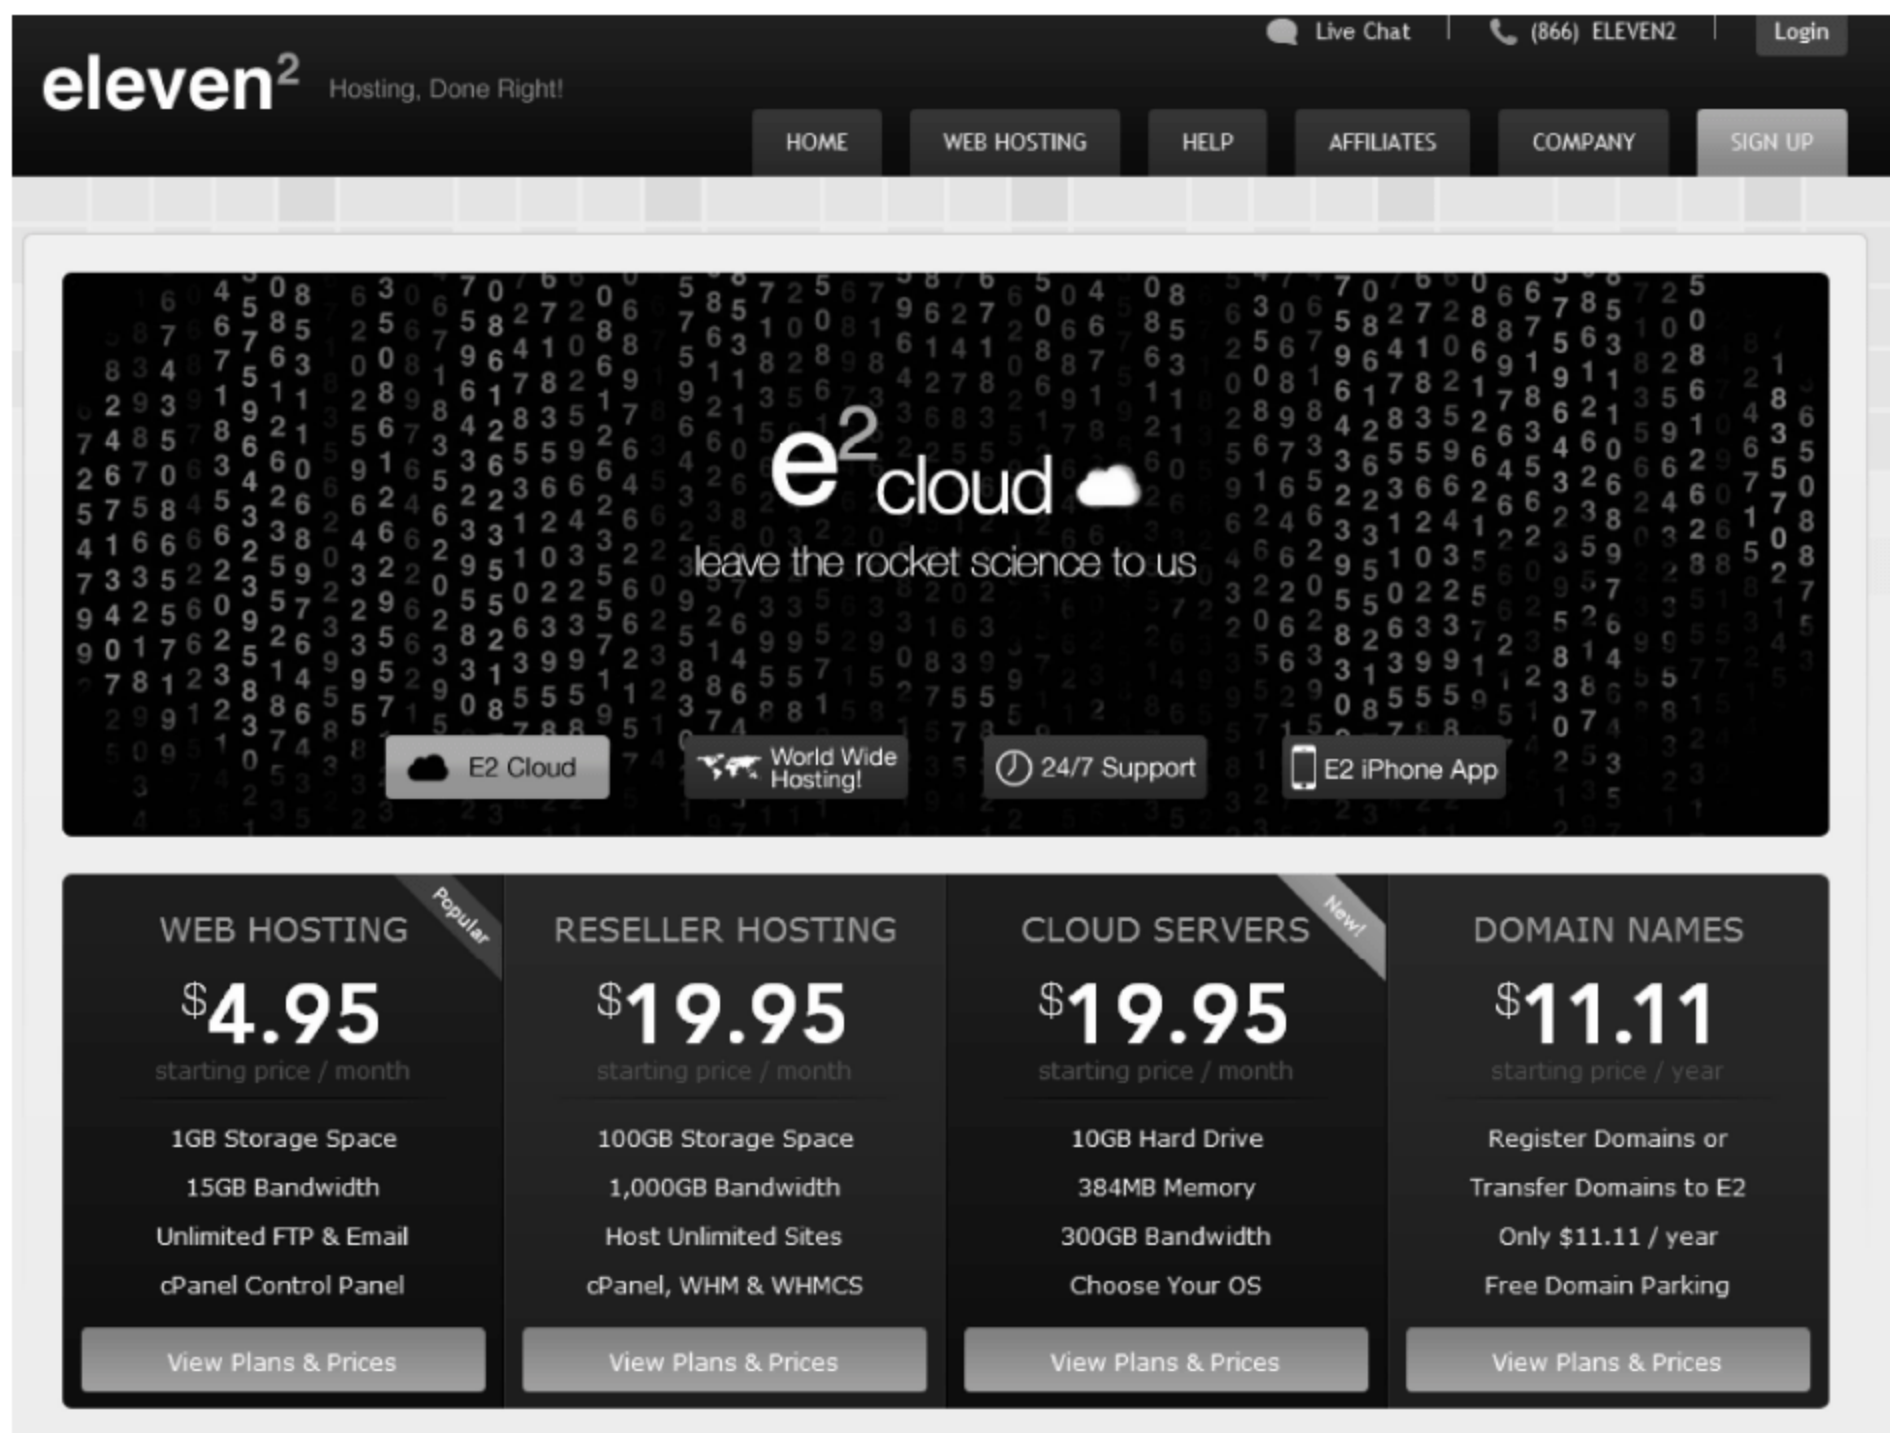 Live Chat | (866) ELEVEN2 | Login
eleven² Hosting, Done Right!
HOME WEB HOSTING HELP AFFILIATES COMPANY SIGN UP
e² cloud
leave the rocket science to us
E2 Cloud
World Wide
Hosting!
24/7 Support
E2 iPhone App
WEB HOSTING
Popular
$4.95
starting price / month
1GB Storage Space
15GB Bandwidth
Unlimited FTP & Email
cPanel Control Panel
View Plans & Prices
RESELLER HOSTING
$19.95
starting price / month
100GB Storage Space
1,000GB Bandwidth
Host Unlimited Sites
cPanel, WHM & WHMCS
View Plans & Prices
CLOUD SERVERS
New!
$19.95
starting price / month
10GB Hard Drive
384MB Memory
300GB Bandwidth
Choose Your OS
View Plans & Prices
DOMAIN NAMES
$11.11
starting price / year
Register Domains or
Transfer Domains to E2
Only $11.11 / year
Free Domain Parking
View Plans & Prices